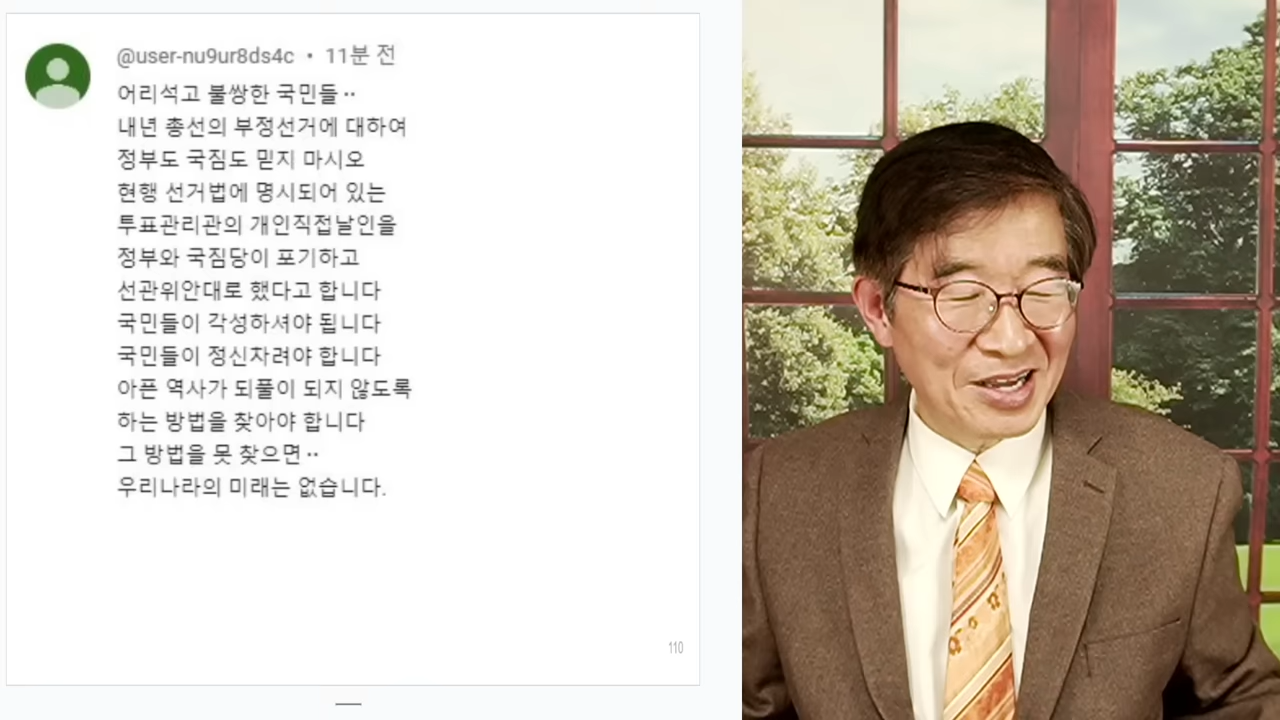 @user-nu9ur8ds4c • 11분 전
어리석고 불쌍한 국민들··
내년 총선의 부정선거에 대하여
정부도 국짐도 믿지 마시오
현행 선거법에 명시되어 있는
투표관리관의 개인직접날인을
정부와 국짐당이 포기하고
선관위안대로 했다고 합니다
국민들이 각성하셔야 됩니다
국민들이 정신차려야 합니다
아픈 역사가 되풀이 되지 않도록
하는 방법을 찾아야 합니다
그 방법을 못 찾으면··
우리나라의 미래는 없습니다.
110